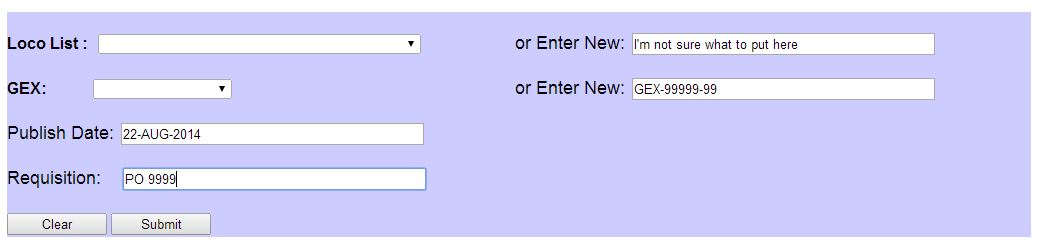 Loco List : or Enter New: I'm not sure what to put here
GEX: or Enter New: GEX-99999-99
Publish Date: 22-AUG-2014
Requisition: PO 9999
Clear Submit